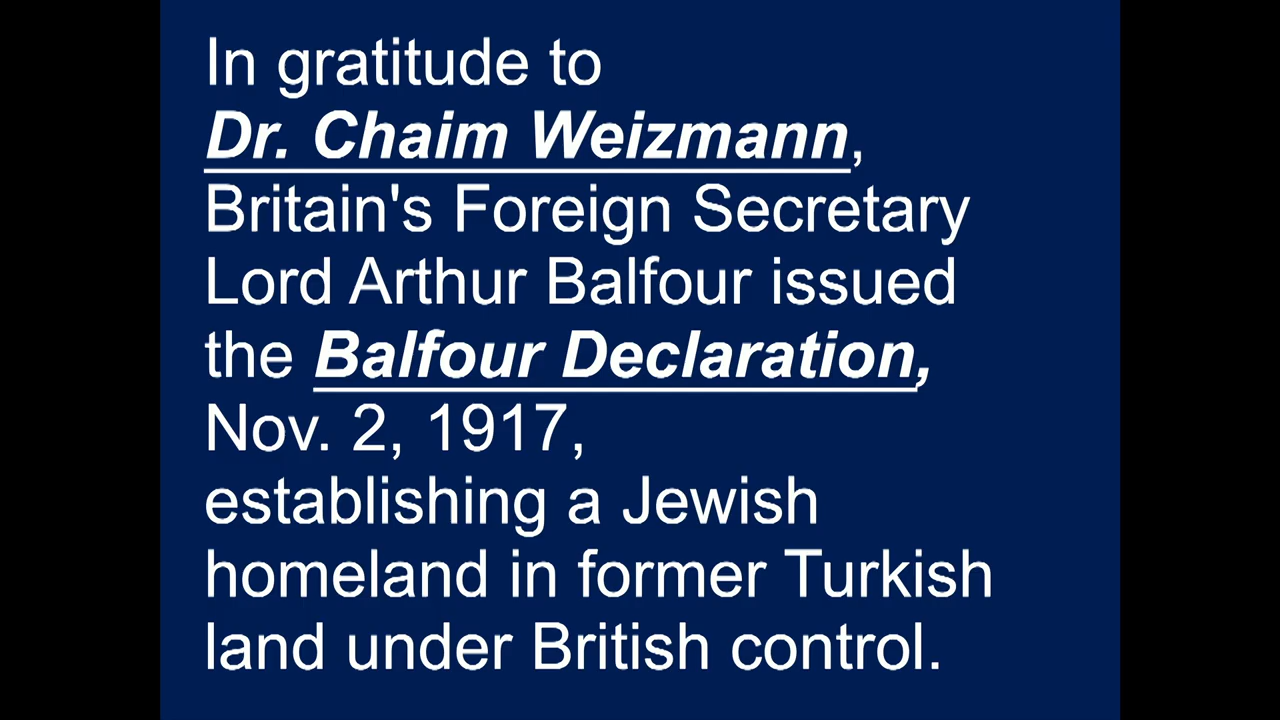 In gratitude to
Dr. Chaim Weizmann,
Britain's Foreign Secretary
Lord Arthur Balfour issued
the Balfour Declaration,
Nov. 2, 1917,
establishing a Jewish
homeland in former Turkish
land under British control.